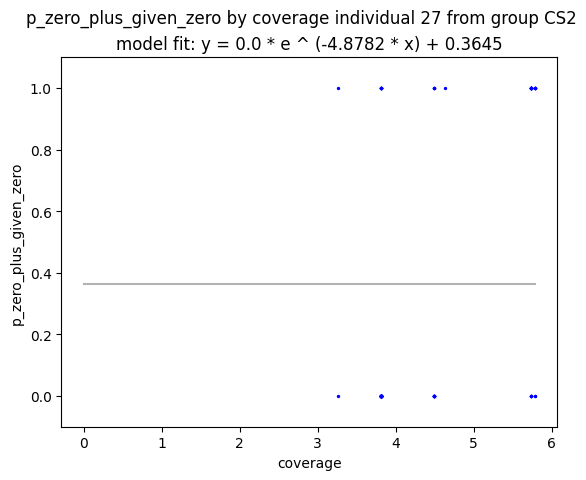 p_zero_plus_given_zero by coverage individual 27 from group CS2
model fit: y = 0.0 * e ^ (-4.8782 * x) + 0.3645
1.0
0.8
0.6
0.4
0.2
0.0
p_zero_plus_given_zero
0 1 2 3 4 5 6
coverage